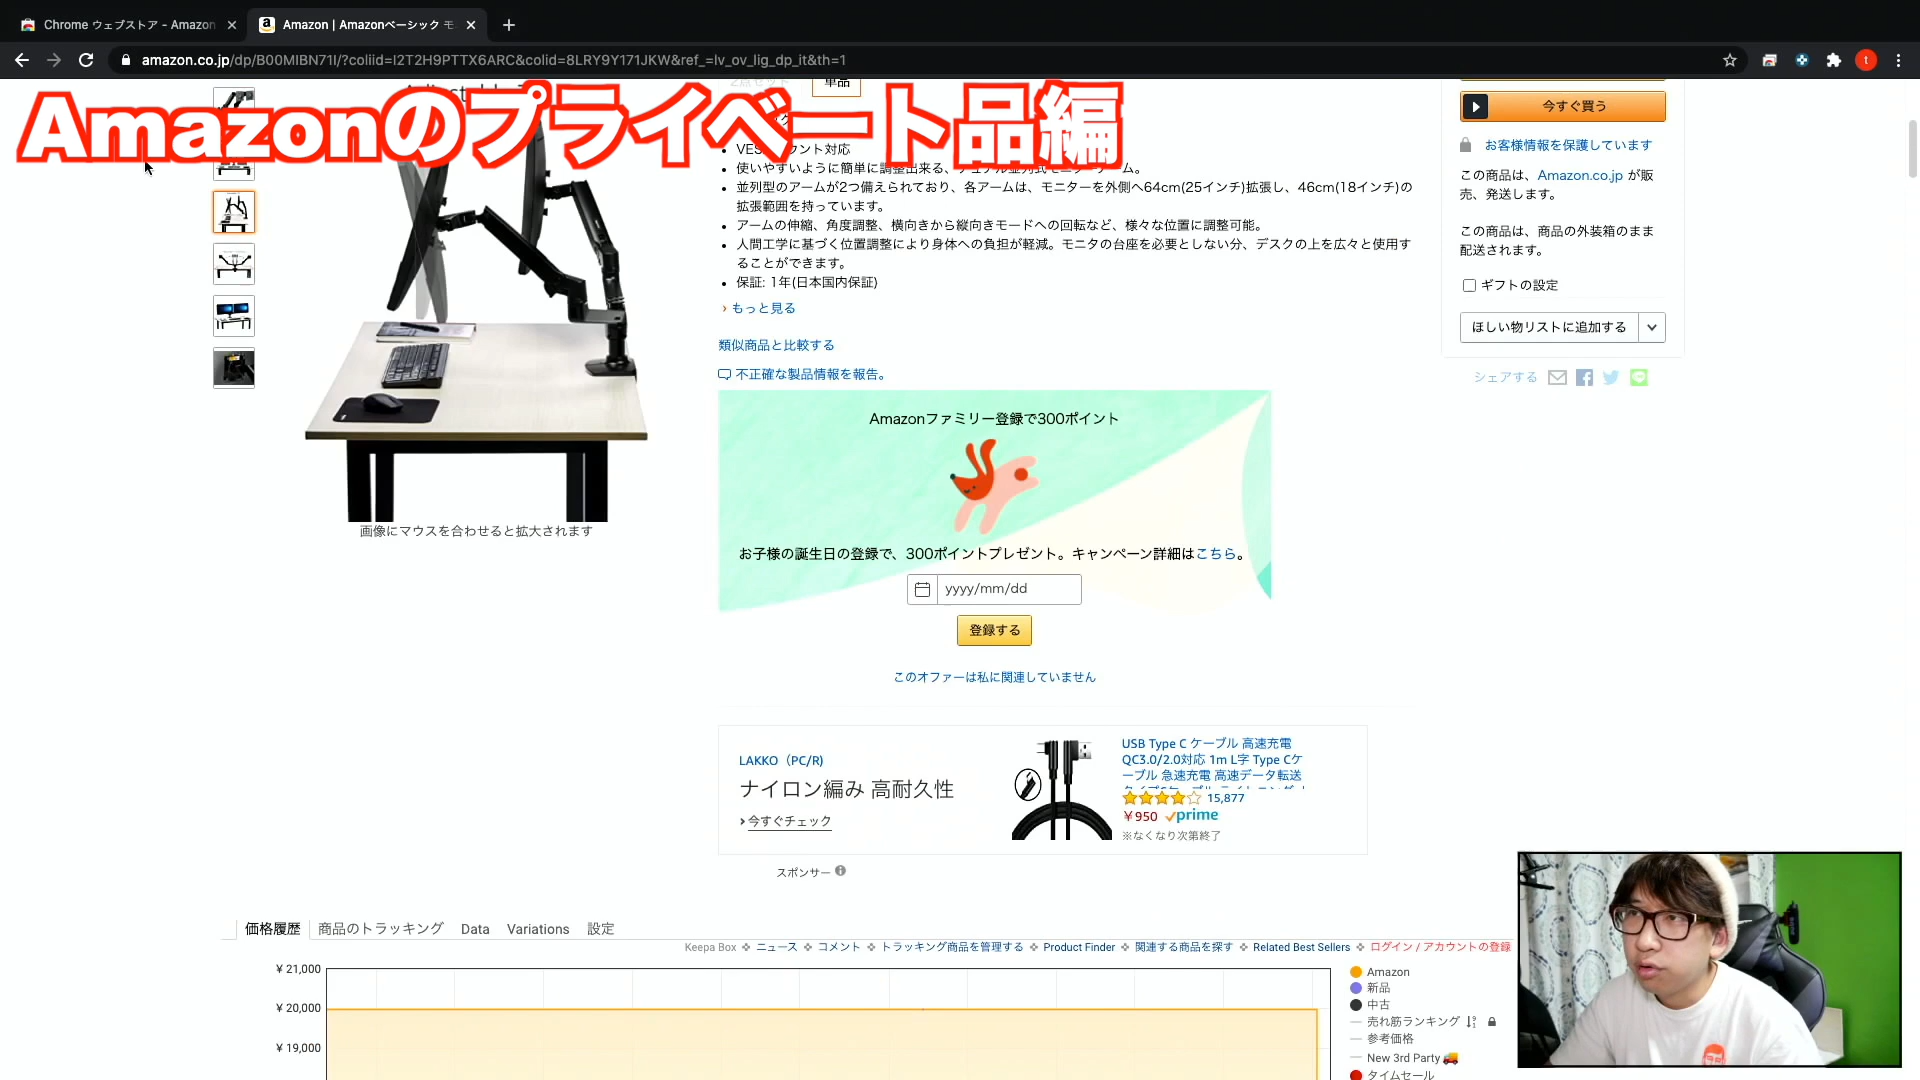 Chrome ウェブストア - Amazon
Amazon | Amazonベーシック モ
amazon.co.jp/dp/B00MIBN71I/?coliid=I2T2H9PTTX6ARC&colid=8LRY9Y171JKW&ref_=lv_ov_lig_dp_it&th=1
t
単品
Amazonのプライベート品編
使いやすいように簡単に調整出来る、デュアル並列式モニターアーム。
並列型のアームが2つ備えられており、各アームは、モニターを外側へ64cm(25インチ)拡張し、46cm(18インチ)の
拡張範囲を持っています。
アームの伸縮、角度調整、横向きから縦向きモードへの回転など、様々な位置に調整可能。
人間工学に基づく位置調整により身体への負担が軽減。モニタの台座を必要としない分、デスクの上を広々と使用す
ることができます。
保証: 1年(日本国内保証)
› もっと見る
類似商品と比較する
不正確な製品情報を報告。
画像にマウスを合わせると拡大されます
今すぐ買う
お客様情報を保護しています
この商品は、Amazon.co.jp が販
売、発送します。
この商品は、商品の外装箱のまま
配送されます。
ギフトの設定
ほしい物リストに追加する
シェアする
Amazonファミリー登録で300ポイント
お子様の誕生日の登録で、300ポイントプレゼント。キャンペーン詳細はこちら。
yyyy/mm/dd
登録する
このオファーは私に関連していません
LAKKO（PC/R)
ナイロン編み 高耐久性
› 今すぐチェック
USB Type C ケーブル 高速充電
QC3.0/2.0対応 1m L字 Type Cケ
ーブル 急速充電 高速データ転送
15,877
￥950 prime
※なくなり次第終了
スポンサー
価格履歴 商品のトラッキング Data Variations 設定
Keepa Box ニュース コメント トラッキング商品を管理する Product Finder 関連する商品を探す Related Best Sellers ログイン / アカウントの登録
¥ 21,000
¥ 20,000
¥ 19,000
Amazon
新品
中古
売れ筋ランキング
参考価格
New 3rd Party
タイムセール